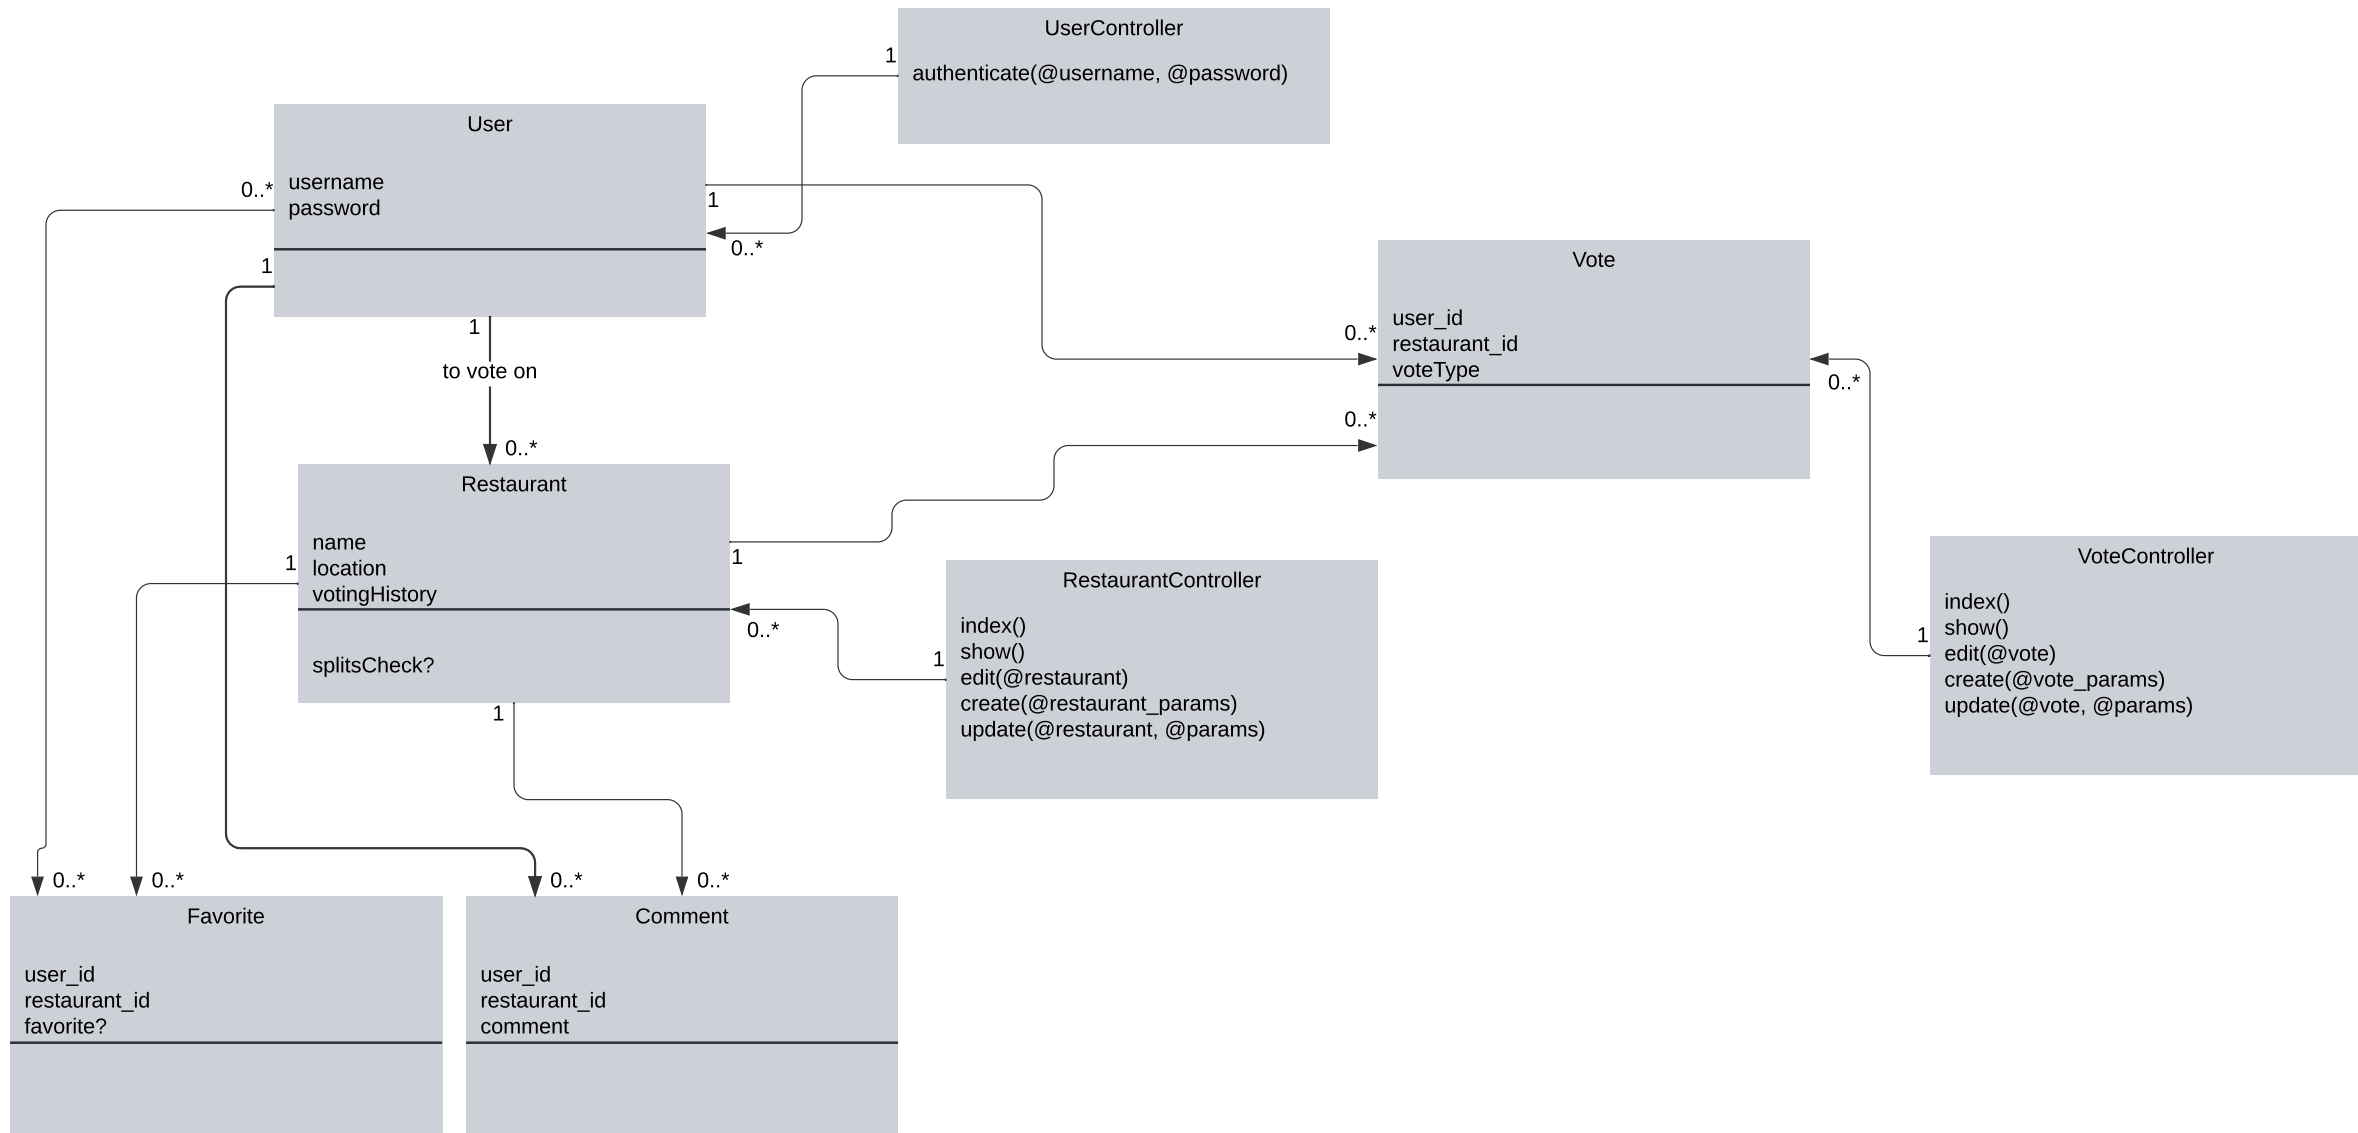 UserController
1
authenticate(@username, @password)
User
username
password
0..*
1
0..*
1
1
to vote on
0..*
Vote
user_id
restaurant_id
voteType
0..*
0..*
0..*
Restaurant
name
location
votingHistory
splitsCheck?
1
1
0..*
1
RestaurantController
index()
show()
edit(@restaurant)
create(@restaurant_params)
update(@restaurant, @params)
1
VoteController
index()
show()
edit(@vote)
create(@vote_params)
update(@vote, @params)
1
0..*
0..*
0..*
0..*
Favorite
user_id
restaurant_id
favorite?
Comment
user_id
restaurant_id
comment